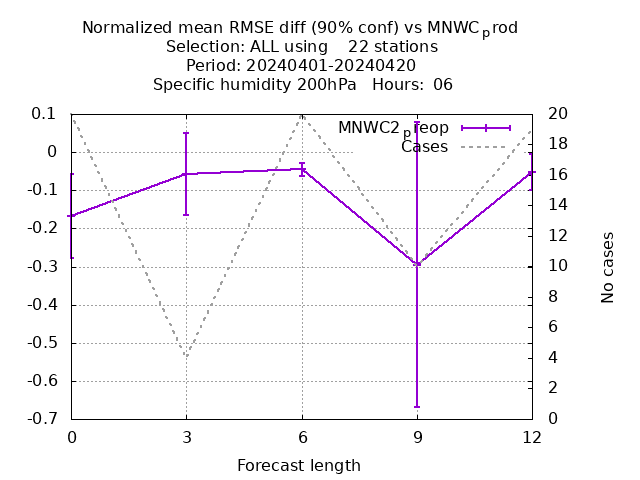 Normalized mean RMSE diff (90% conf) vs MNWCprod
Selection: ALL using    22 stations
Period: 20240401-20240420
Specific humidity 200hPa   Hours:  06
MNWC2preop
Cases
0.1
0
-0.1
-0.2
-0.3
-0.4
-0.5
-0.6
-0.7
20
18
16
14
12
10
8
6
4
2
0
No cases
0 3 6 9 12
Forecast length